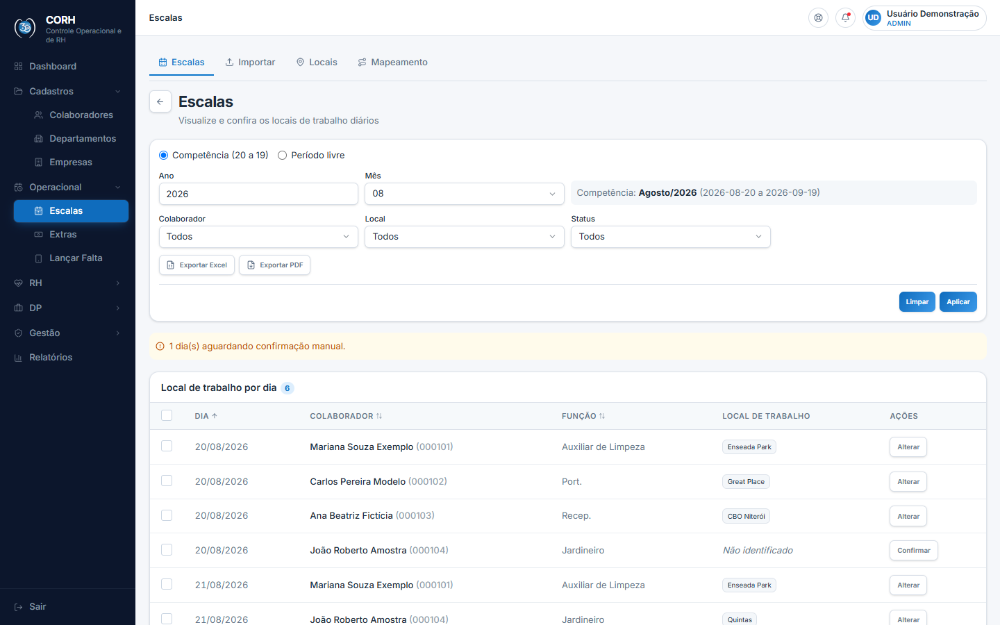 CORH
Controle Operacional e
de RH
Dashboard
Cadastros
Colaboradores
Departamentos
Empresas
Operacional
Escalas
Extras
Lançar Falta
RH
DP
Gestão
Relatórios
Sair
Escalas
UD
Usuário Demonstração
ADMIN
Escalas Importar Locais Mapeamento
Escalas
Visualize e confira os locais de trabalho diários
Competência (20 a 19) Período livre
Ano Mês
2026 08 Competência: Agosto/2026 (2026-08-20 a 2026-09-19)
Colaborador Local Status
Todos Todos Todos
Exportar Excel Exportar PDF
Limpar Aplicar
1 dia(s) aguardando confirmação manual.
Local de trabalho por dia 6
DIA COLABORADOR FUNÇÃO LOCAL DE TRABALHO AÇÕES
20/08/2026 Mariana Souza Exemplo (000101) Auxiliar de Limpeza Enseada Park Alterar
20/08/2026 Carlos Pereira Modelo (000102) Port. Great Place Alterar
20/08/2026 Ana Beatriz Fictícia (000103) Recep. CBO Niterói Alterar
20/08/2026 João Roberto Amostra (000104) Jardineiro Não identificado Confirmar
21/08/2026 Mariana Souza Exemplo (000101) Auxiliar de Limpeza Enseada Park Alterar
21/08/2026 João Roberto Amostra (000104) Jardineiro Quintas Alterar